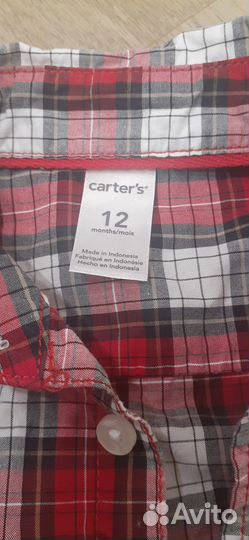 carter's®
12
months/mois
Made in Indonesia
Fabriqué en Indonésie
Hecho en Indonesia
Avito